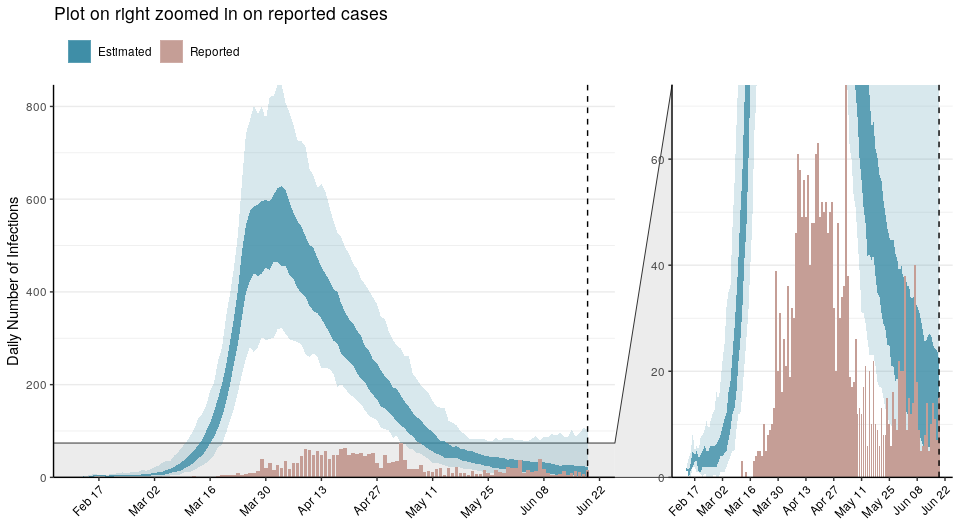 Plot on right zoomed in on reported cases
Estimated Reported
Daily Number of Infections
800
600
400
200
0
Feb 17 Mar 02 Mar 16 Mar 30 Apr 13 Apr 27 May 11 May 25 Jun 08 Jun 22
60
40
20
0
Feb 17 Mar 02 Mar 16 Mar 30 Apr 13 Apr 27 May 11 May 25 Jun 08 Jun 22